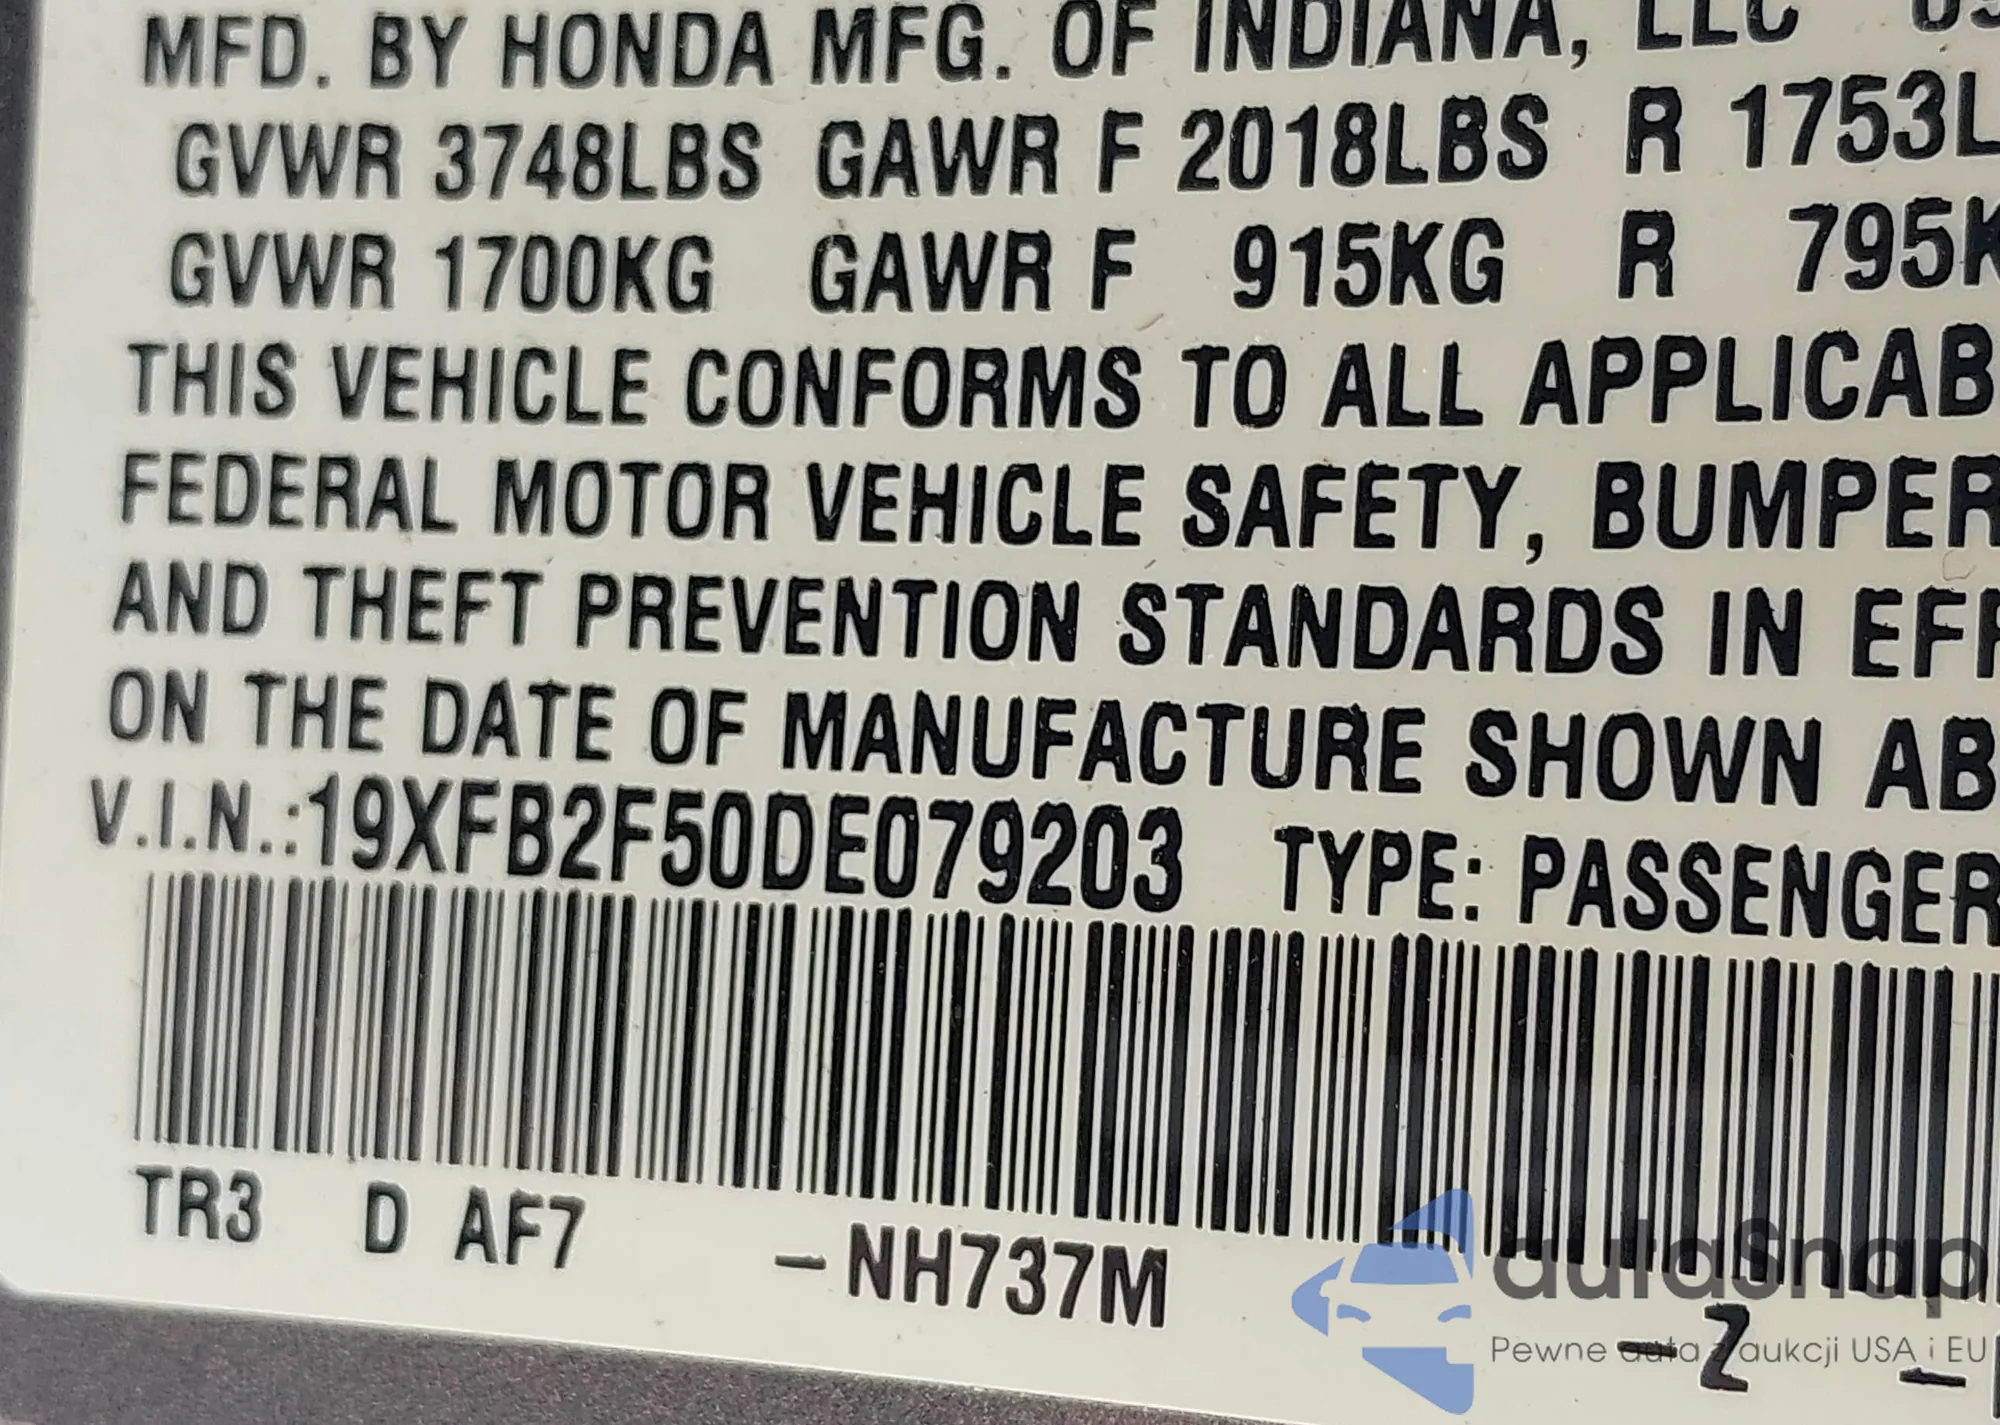 MFD. BY HONDA MFG. OF INDIANA, LLC
GVWR 3748LBS GAWR F 2018LBS R 1753L
GVWR 1700KG GAWR F 915KG R 795K
THIS VEHICLE CONFORMS TO ALL APPLICAB
FEDERAL MOTOR VEHICLE SAFETY, BUMPER
AND THEFT PREVENTION STANDARDS IN EFF
ON THE DATE OF MANUFACTURE SHOWN AB
V.I.N.:19XFB2F50DE079203 TYPE: PASSENGER
TR3 D AF7 –NH737M –Z –
autaSnap
Pewne auta z aukcji USA i EU